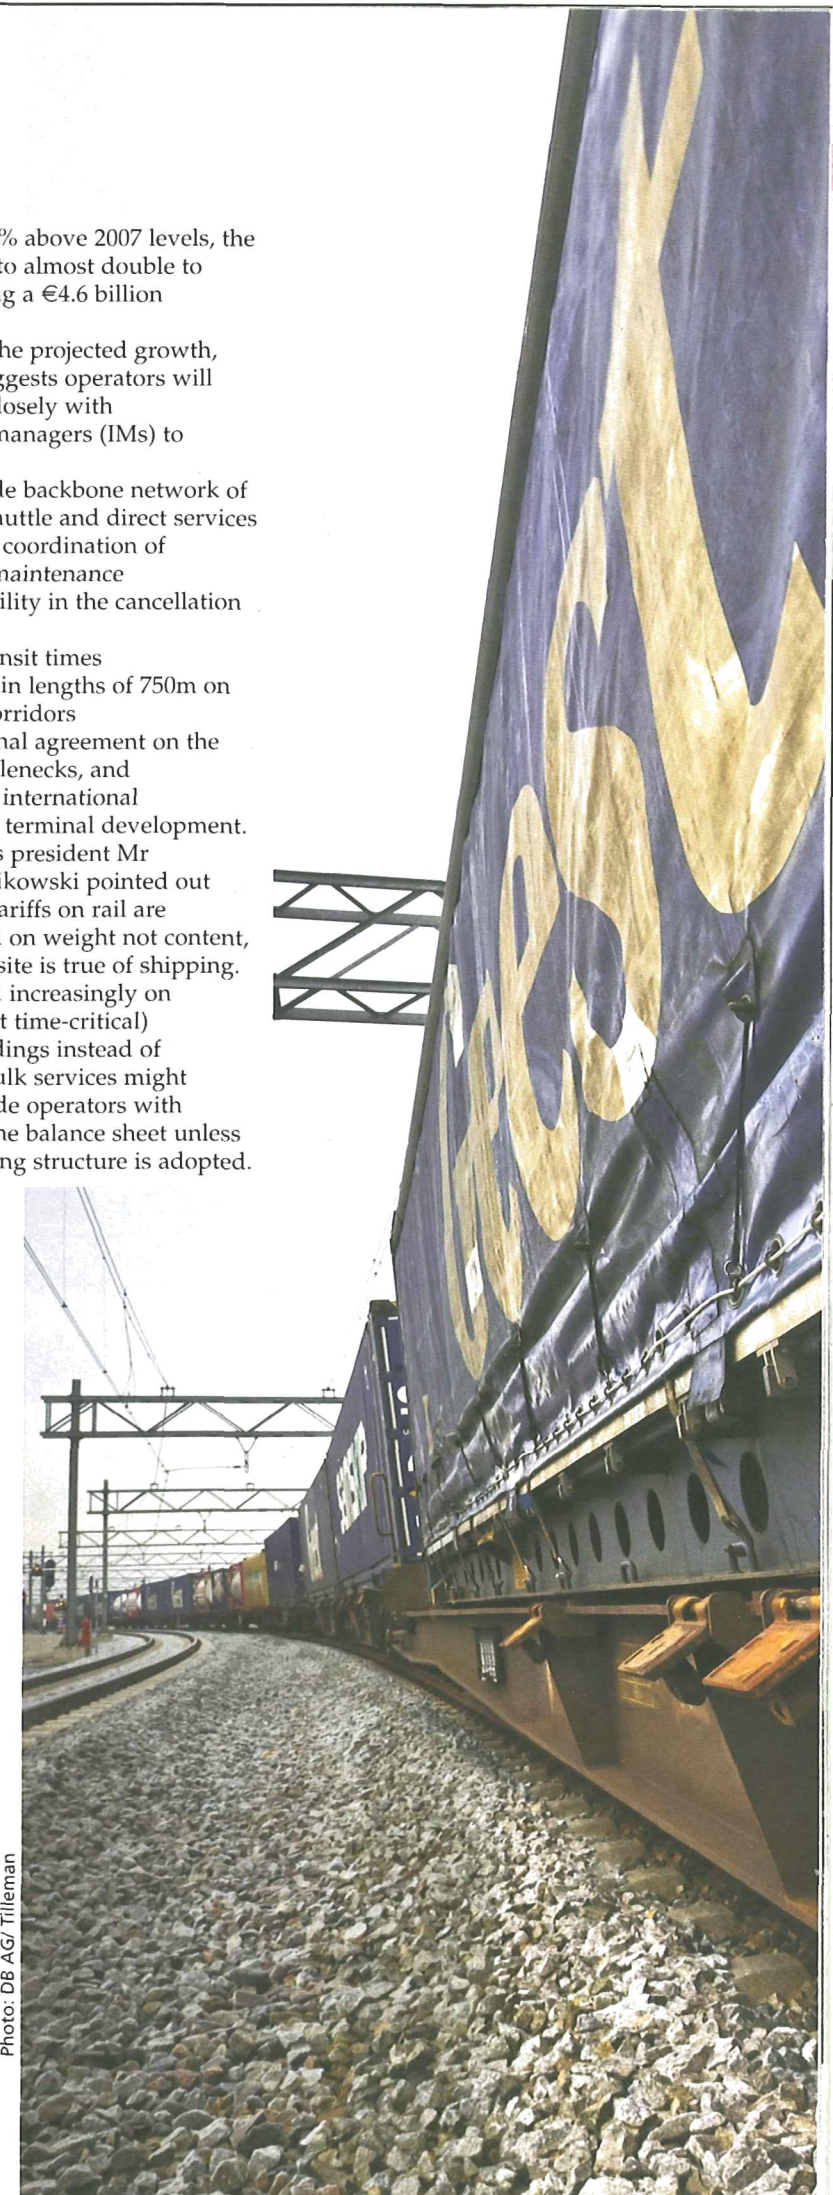 % above 2007 levels, the
to almost double to
g a €4.6 billion
he projected growth,
ggests operators will
losely with
managers (IMs) to
de backbone network of
huttle and direct services
coordination of
maintenance
ility in the cancellation
nsit times
in lengths of 750m on
orridors
nal agreement on the
lenecks, and
international
terminal development.
s president Mr
ikowski pointed out
ariffs on rail are
l on weight not content,
site is true of shipping.
l increasingly on
t time-critical)
dings instead of
ulk services might
de operators with
he balance sheet unless
ng structure is adopted.
Photo: DB AG/ Tilleman